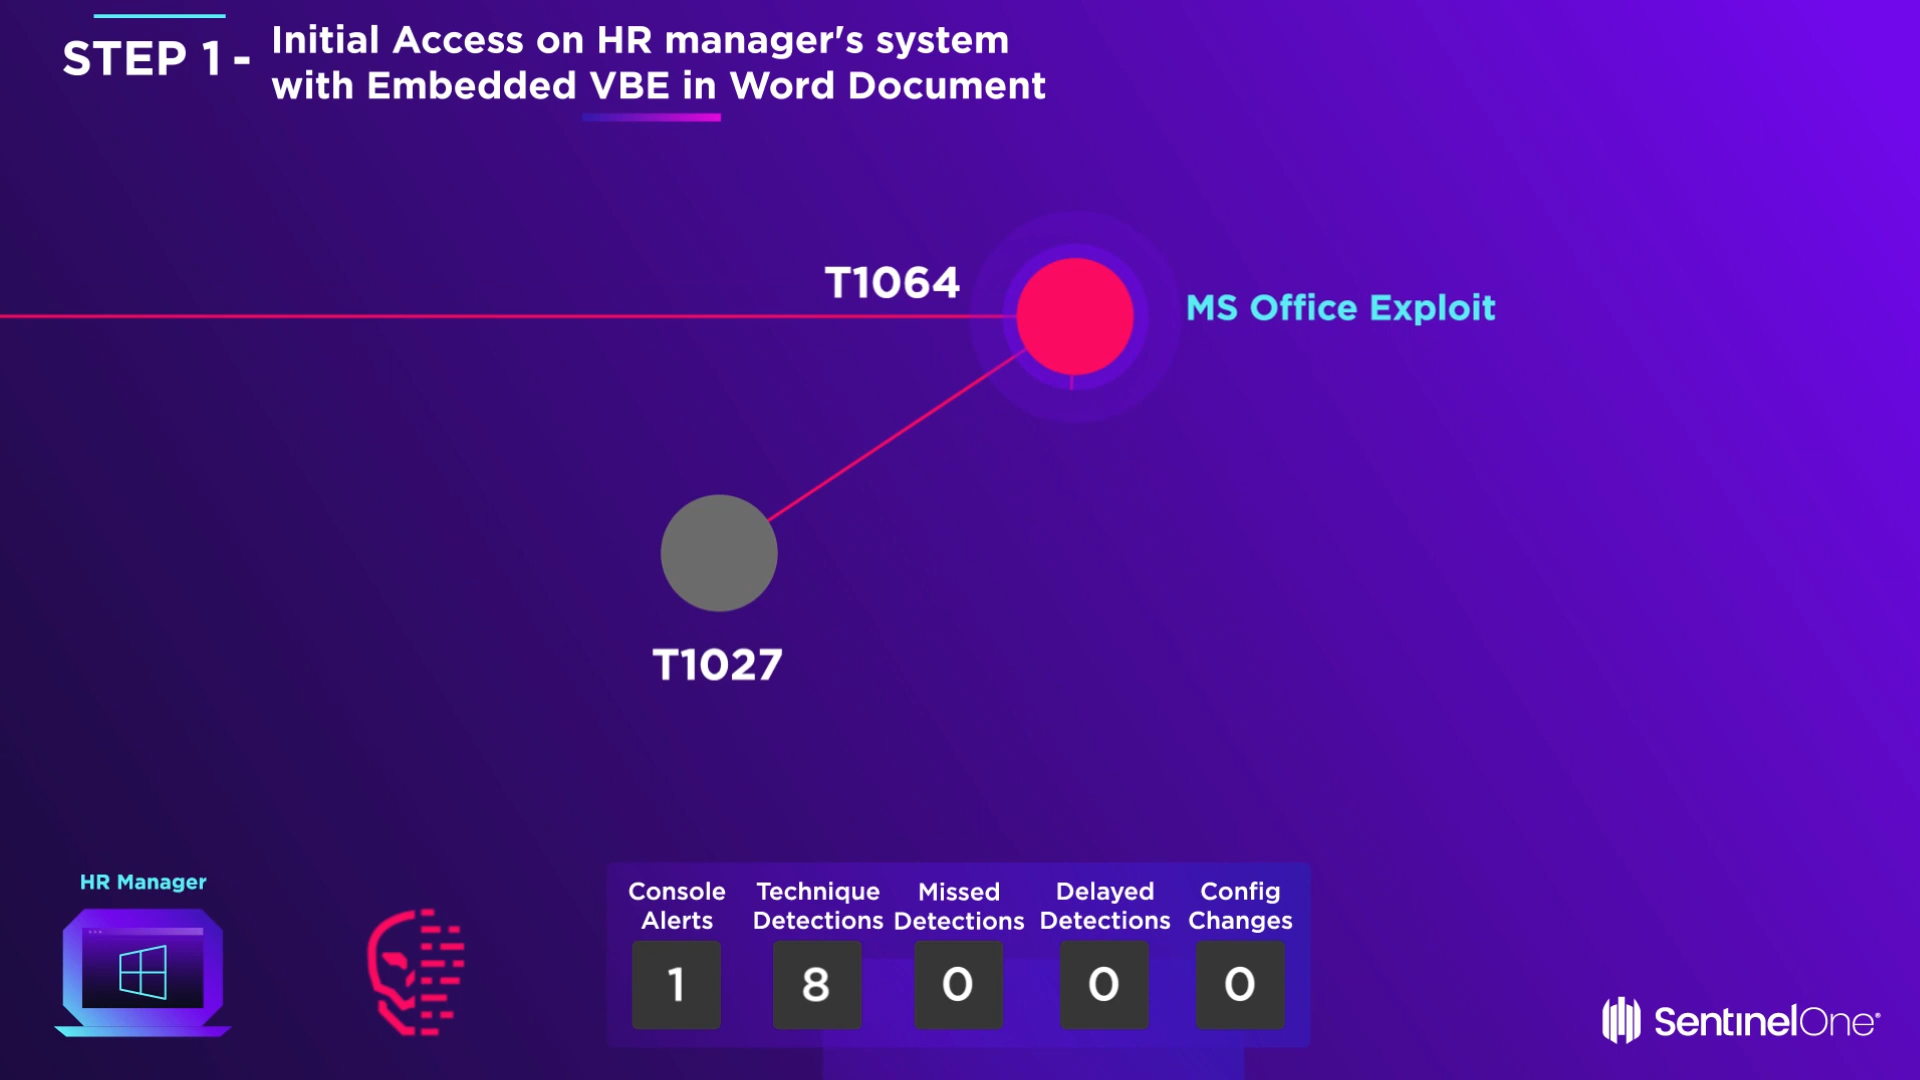 STEP 1 -
Initial Access on HR manager's system
with Embedded VBE in Word Document
T1064
MS Office Exploit
T1027
HR Manager
Console
Alerts
1
Technique
Detections
8
Missed
Detections
0
Delayed
Detections
0
Config
Changes
0
SentinelOne®